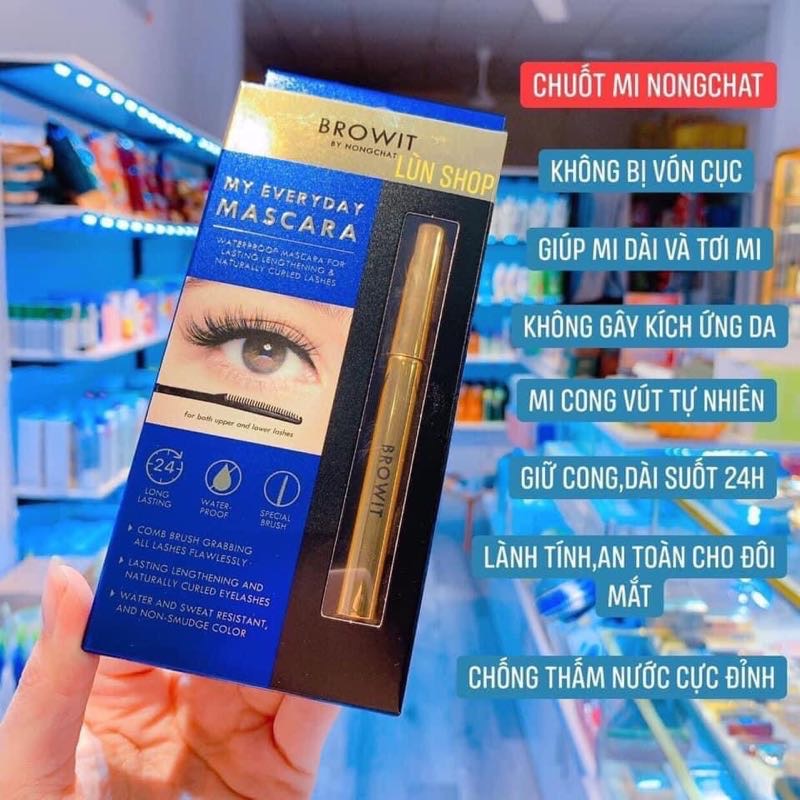 BROWIT
BY NONGCHAT
LÙN SHOP
MY EVERYDAY
MASCARA
WATERPROOF MASCARA FOR
LASTING LENGTHENING &
NATURALLY CURLED LASHES
for both upper and lower lashes
24
LONG
LASTING
WATER-
PROOF
SPECIAL
BRUSH
COMB BRUSH GRABBING
ALL LASHES FLAWLESSLY
LASTING LENGTHENING AND
NATURALLY CURLED EYELASHES
WATER AND SWEAT RESISTANT,
AND NON-SMUDGE COLOR
BROWIT
CHUỐT MI NONGCHAT
KHÔNG BỊ VÓN CỤC
GIÚP MI DÀI VÀ TƠI MI
KHÔNG GÂY KÍCH ỨNG DA
MI CONG VÚT TỰ NHIÊN
GIỮ CONG,DÀI SUỐT 24H
LÀNH TÍNH,AN TOÀN CHO ĐÔI
MẮT
CHỐNG THẤM NƯỚC CỰC ĐỈNH